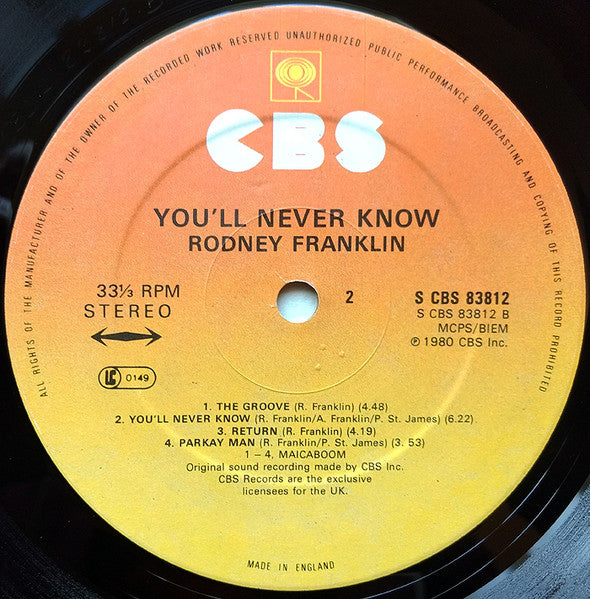 ALL RIGHTS OF THE MANUFACTURER AND OF THE OWNER OF THE RECORDED WORK RESERVED UNAUTHORIZED PUBLIC PERFORMANCE BROADCASTING AND COPYING OF THIS RECORD PROHIBITED
CBS
YOU'LL NEVER KNOW
RODNEY FRANKLIN
33⅓ RPM
STEREO
LC 0149
2
S CBS 83812
S CBS 83812 B
MCPS/BIEM
℗ 1980 CBS Inc.
1. THE GROOVE (R. Franklin) (4.48)
2. YOU'LL NEVER KNOW (R. Franklin/A. Franklin/P. St. James) (6.22)
3. RETURN (R. Franklin) (4.19)
4. PARKAY MAN (R. Franklin/P. St. James) (3. 53)
1 – 4, MAICABOOM
Original sound recording made by CBS Inc.
CBS Records are the exclusive
licensees for the UK.
MADE IN ENGLAND